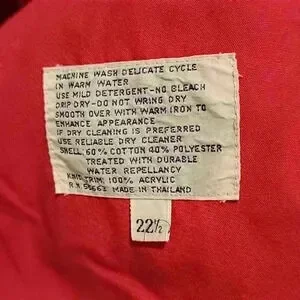 MACHINE WASH DELICATE CYCLE
IN WARM WATER
USE MILD DETERGENT-NO BLEACH
DRIP DRY-DO NOT WRING DRY
SMOOTH OVER WITH WARM IRON TO
ENHANCE APPEARANCE
IF DRY CLEANING IS PREFERRED
USE RELIABLE DRY CLEANER
SHELL: 60% COTTON 40% POLYESTER
TREATED WITH DURABLE
WATER REPELLANCY
KNIT TRIM: 100% ACRYLIC
R.N. 55663 MADE IN THAILAND
22½